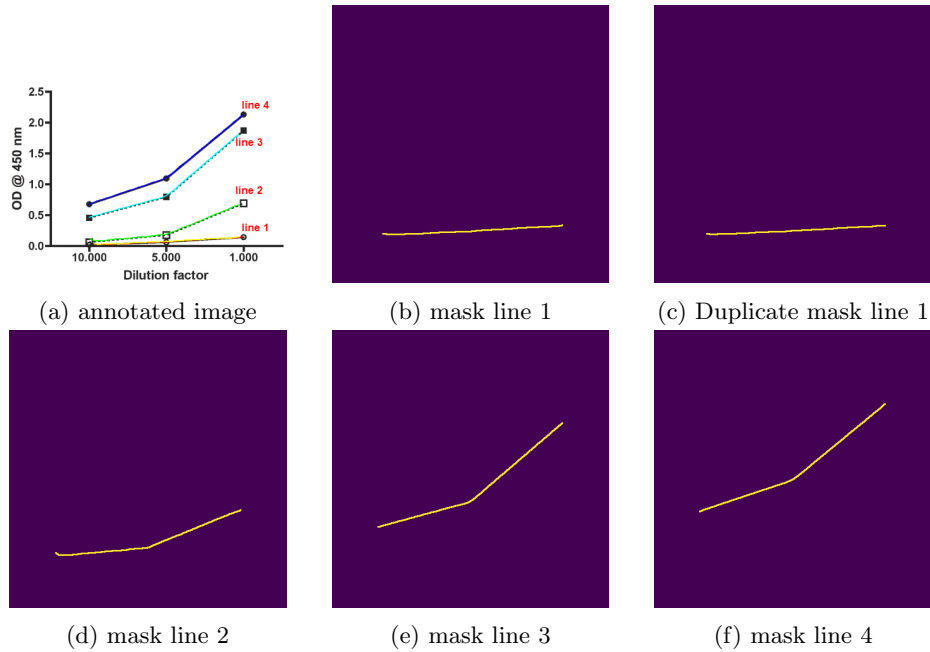 2.5
2.0
1.5
1.0
0.5
0.0
OD @ 450 nm
line 4
line 3
line 2
line 1
10.000 5.000 1.000
Dilution factor
(a) annotated image
(b) mask line 1
(c) Duplicate mask line 1
(d) mask line 2
(e) mask line 3
(f) mask line 4